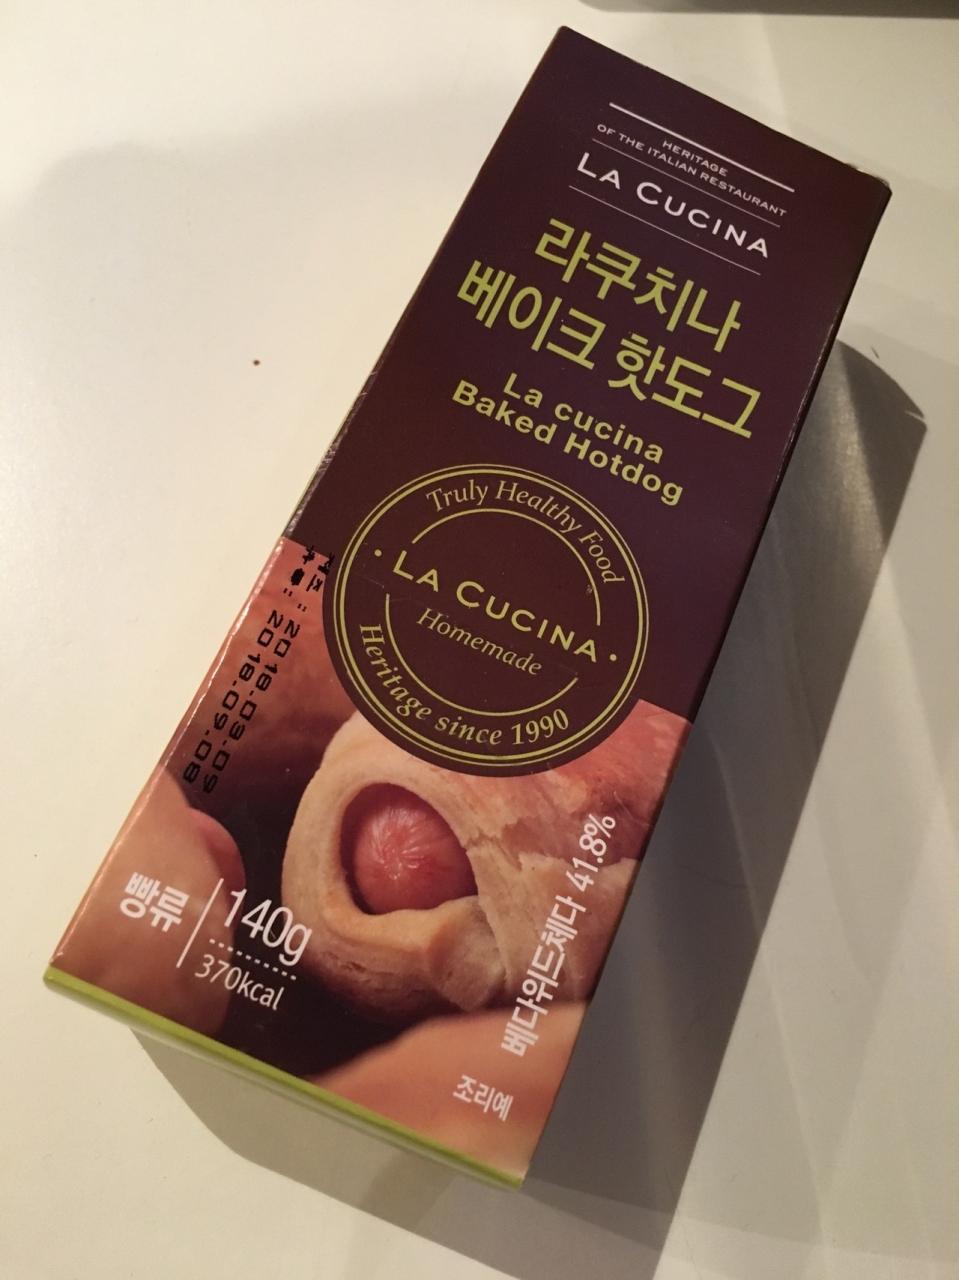 HERITAGE
OF THE ITALIAN RESTAURANT
LA CUCINA
라쿠치나
베이크 핫도그
La cucina
Baked Hotdog
Truly Healthy Food
LA CUCINA
Homemade
Heritage since 1990
: 2018.03.09
: 2018.09.08
빵류
140g
370kcal
베다위드체다 41.8%
조리예